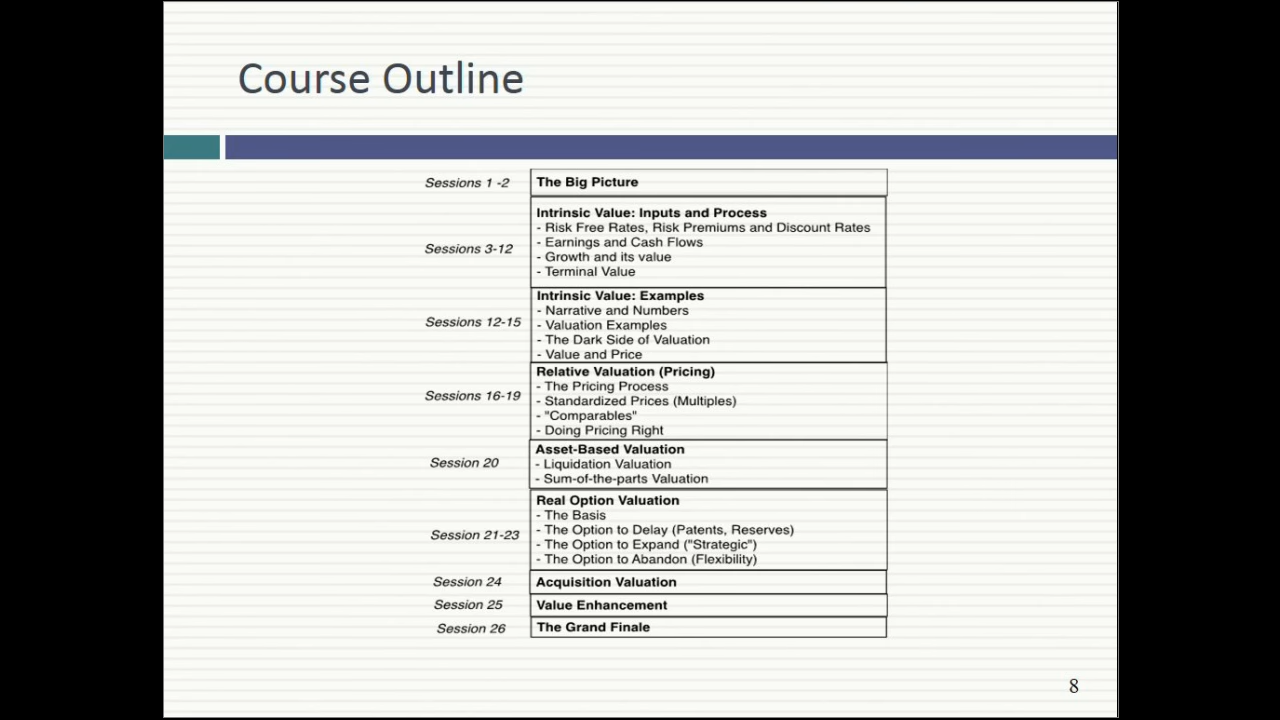 Course Outline
Sessions 1 -2
The Big Picture
Sessions 3-12
Intrinsic Value: Inputs and Process
- Risk Free Rates, Risk Premiums and Discount Rates
- Earnings and Cash Flows
- Growth and its value
- Terminal Value
Sessions 12-15
Intrinsic Value: Examples
- Narrative and Numbers
- Valuation Examples
- The Dark Side of Valuation
- Value and Price
Sessions 16-19
Relative Valuation (Pricing)
- The Pricing Process
- Standardized Prices (Multiples)
- "Comparables"
- Doing Pricing Right
Session 20
Asset-Based Valuation
- Liquidation Valuation
- Sum-of-the-parts Valuation
Session 21-23
Real Option Valuation
- The Basis
- The Option to Delay (Patents, Reserves)
- The Option to Expand ("Strategic")
- The Option to Abandon (Flexibility)
Session 24
Acquisition Valuation
Session 25
Value Enhancement
Session 26
The Grand Finale
8